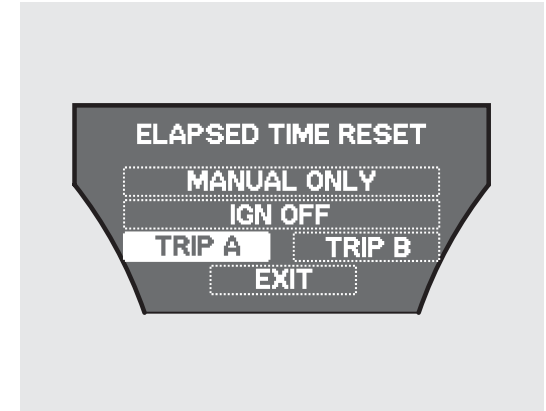 ELAPSED TIME RESET
MANUAL ONLY
IGN OFF
TRIP A TRIP B
EXIT